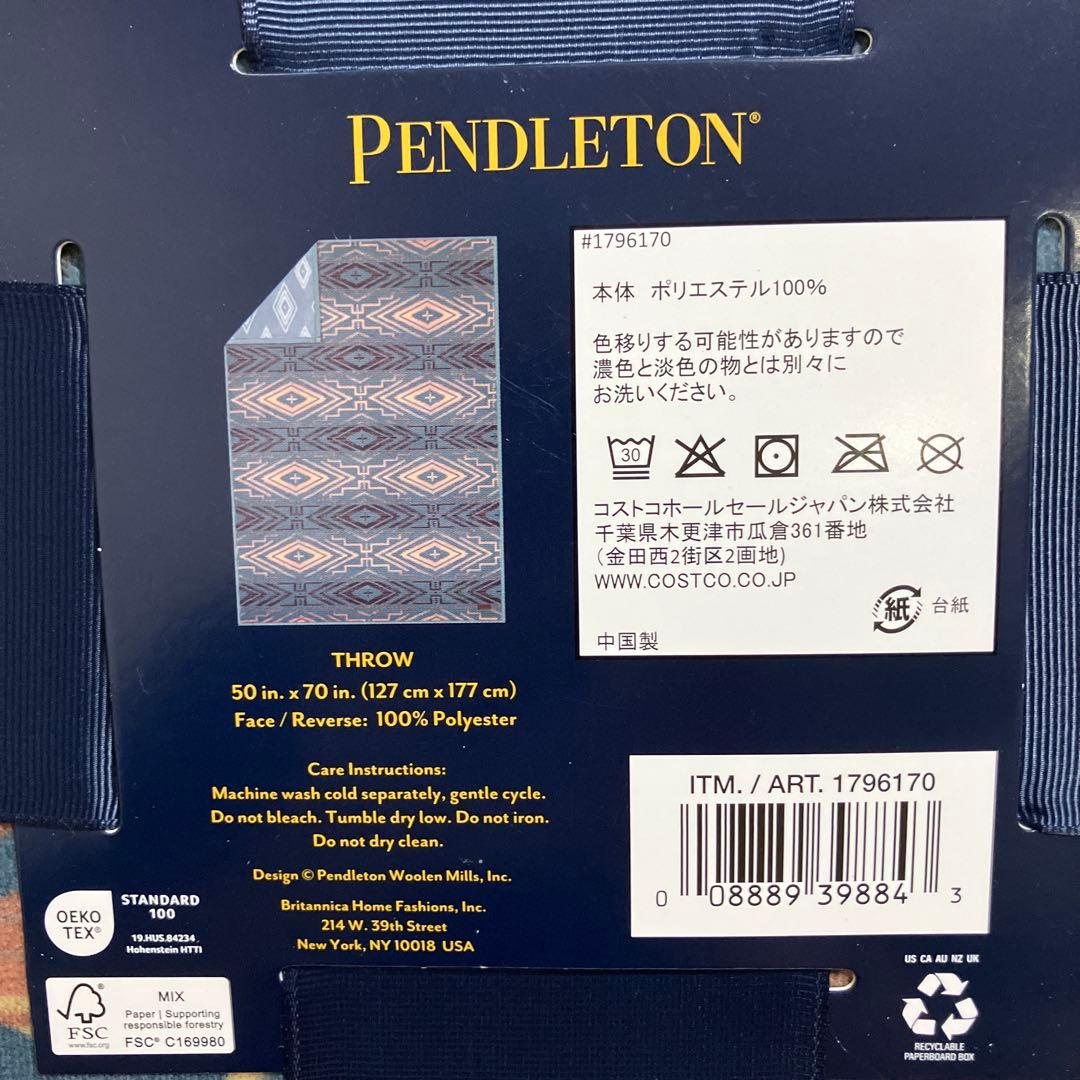 PENDLETON®
#1796170
本体 ポリエステル100%
色移りする可能性がありますので
濃色と淡色の物とは別々に
お洗いください。
30
コストコホールセールジャパン株式会社
千葉県木更津市瓜倉361番地
（金田西2街区2画地)
WWW.COSTCO.CO.JP
紙 台紙
中国製
THROW
50 in. x 70 in. (127 cm x 177 cm)
Face / Reverse: 100% Polyester
Care Instructions:
Machine wash cold separately, gentle cycle.
Do not bleach. Tumble dry low. Do not iron.
Do not dry clean.
Design © Pendleton Woolen Mills, Inc.
Britannica Home Fashions, Inc.
214 W. 39th Street
New York, NY 10018 USA
ITM. / ART. 1796170
0 08889 39884 3
OEKO
TEX®
STANDARD
100
19.HUS.84234
Hohenstein HTTI
FSC
www.fsc.org
MIX
Paper | Supporting
responsible forestry
FSC® C169980
US CA AU NZ UK
RECYCLABLE
PAPERBOARD BOX